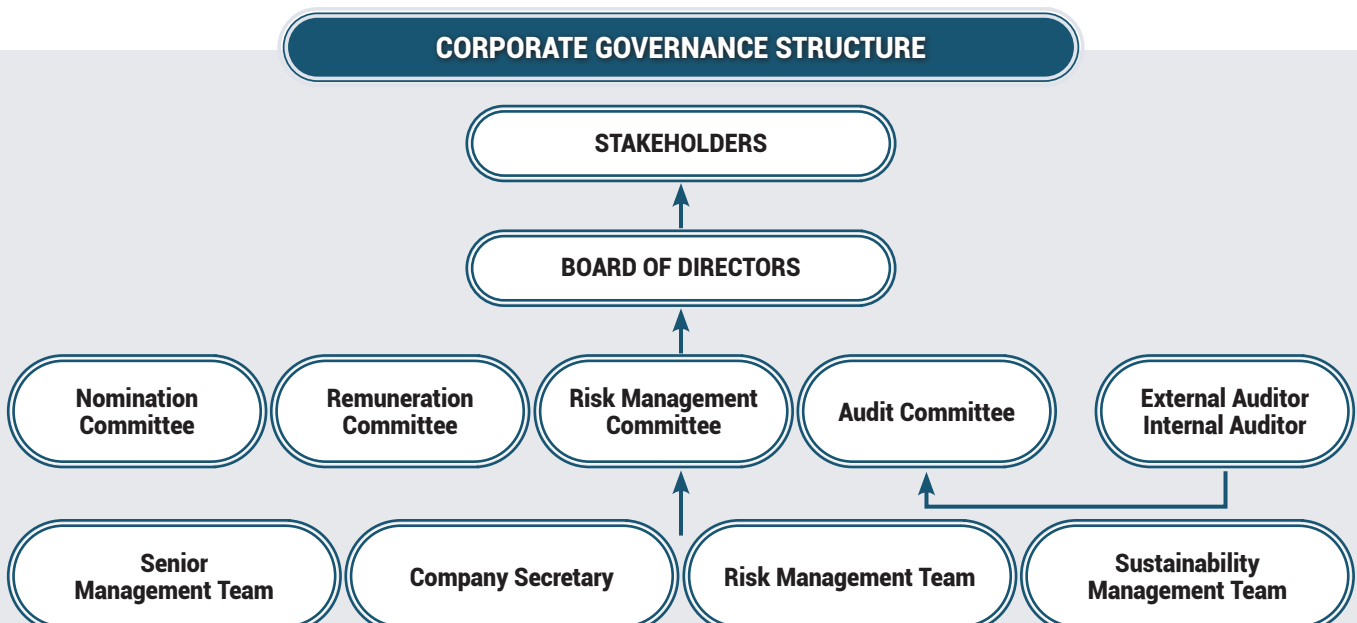 CORPORATE GOVERNANCE STRUCTURE
STAKEHOLDERS
BOARD OF DIRECTORS
Nomination
Committee
Remuneration
Committee
Risk Management
Committee
Audit Committee
External Auditor
Internal Auditor
Senior
Management Team
Company Secretary
Risk Management Team
Sustainability
Management Team